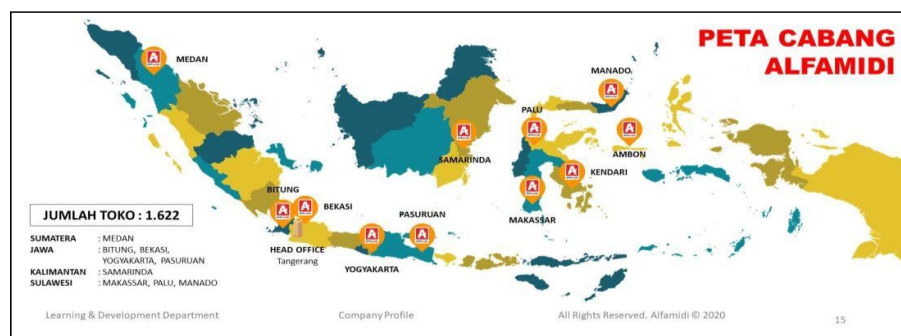 PETA CABANG
ALFAMIDI
MEDAN
MANADO
PALU
SAMARINDA
AMBON
KENDARI
BITUNG
BEKASI
PASURUAN
MAKASSAR
HEAD OFFICE
Tangerang
YOGYAKARTA
JUMLAH TOKO : 1.622
SUMATERA : MEDAN
JAWA : BITUNG, BEKASI,
YOGYAKARTA, PASURUAN
KALIMANTAN : SAMARINDA
SULAWESI : MAKASSAR, PALU, MANADO
Learning & Development Department Company Profile All Rights Reserved. Alfamidi © 2020 15